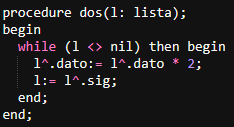 procedure dos(l: lista);
begin
  while (l <> nil) then begin
    l^.dato:= l^.dato * 2;
    l:= l^.sig;
  end;
end;